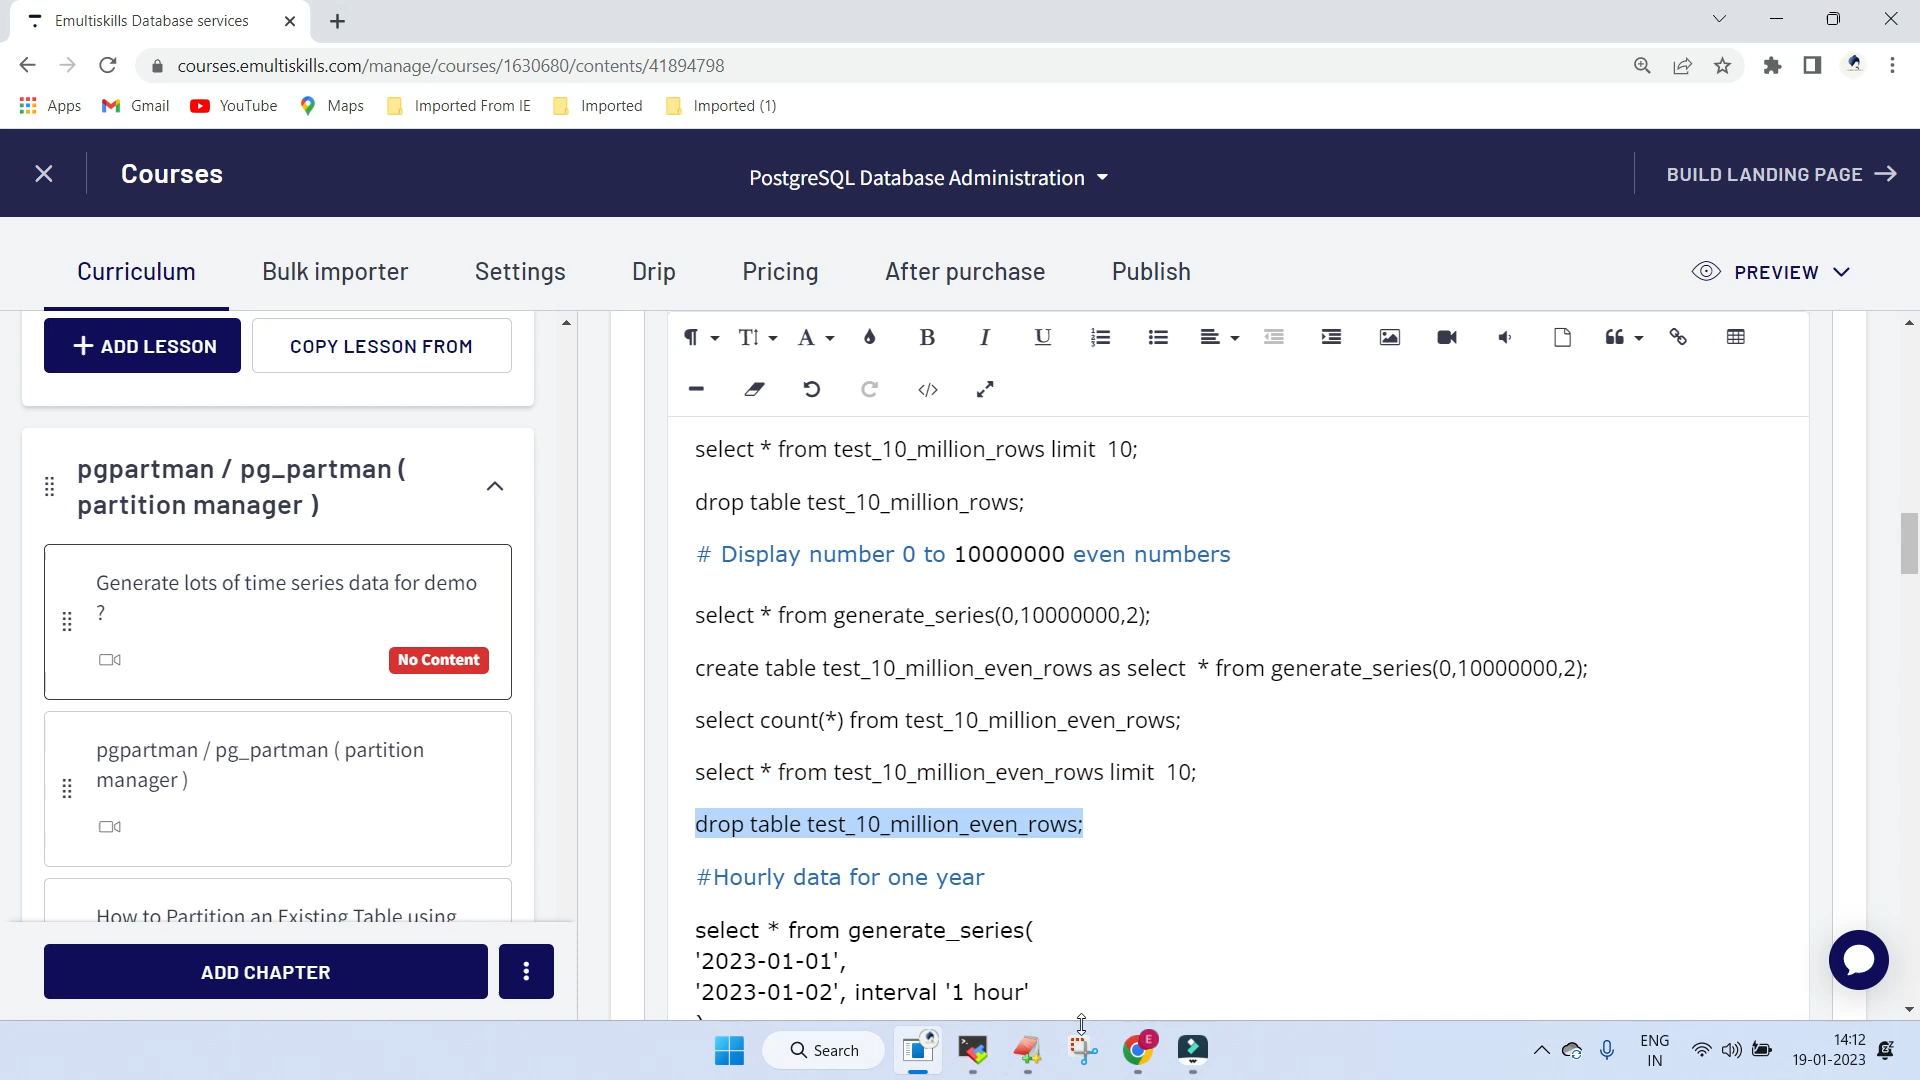 Emultiskills Database services
courses.emultiskills.com/manage/courses/1630680/contents/41894798
Apps
Gmail
YouTube
Maps
Imported From IE
Imported
Imported (1)
Courses
PostgreSQL Database Administration
BUILD LANDING PAGE
Curriculum
Bulk importer
Settings
Drip
Pricing
After purchase
Publish
PREVIEW
ADD LESSON
COPY LESSON FROM
pgpartman / pg_partman (
partition manager )
Generate lots of time series data for demo
?
No Content
pgpartman / pg_partman ( partition
manager )
How to Partition an Existing Table using
ADD CHAPTER
select * from test_10_million_rows limit  10;
drop table test_10_million_rows;
# Display number 0 to 10000000 even numbers
select * from generate_series(0,10000000,2);
create table test_10_million_even_rows as select  * from generate_series(0,10000000,2);
select count(*) from test_10_million_even_rows;
select * from test_10_million_even_rows limit  10;
drop table test_10_million_even_rows;
#Hourly data for one year
select * from generate_series(
'2023-01-01',
'2023-01-02', interval '1 hour'
)
Search
E
ENG
IN
14:12
19-01-2023